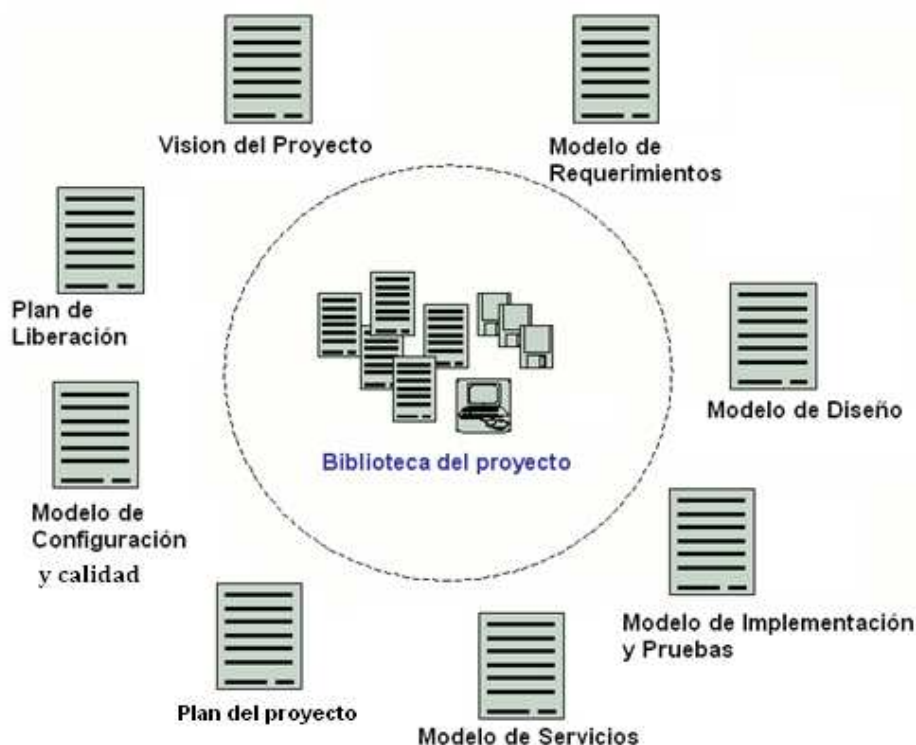 Vision del Proyecto
Modelo de
Requerimientos
Plan de
Liberación
Modelo de Diseño
Biblioteca del proyecto
Modelo de
Configuración
y calidad
Modelo de Implementación
y Pruebas
Plan del proyecto
Modelo de Servicios